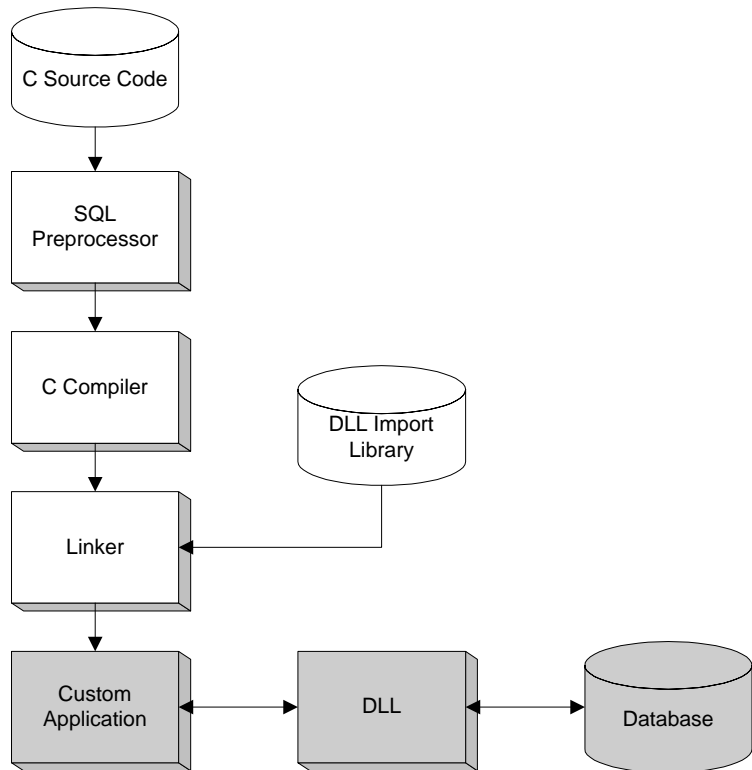 C Source Code
SQL
Preprocessor
C Compiler
DLL Import
Library
Linker
Custom
Application
DLL
Database